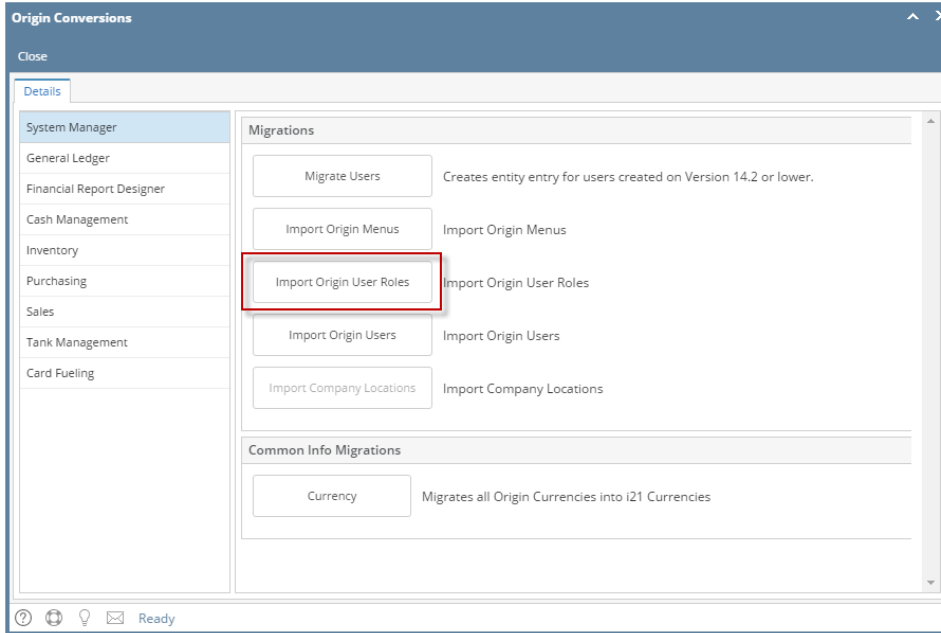 Origin Conversions
Close
Details
System Manager
General Ledger
Financial Report Designer
Cash Management
Inventory
Purchasing
Sales
Tank Management
Card Fueling
Migrations
Migrate Users Creates entity entry for users created on Version 14.2 or lower.
Import Origin Menus Import Origin Menus
Import Origin User Roles Import Origin User Roles
Import Origin Users Import Origin Users
Import Company Locations Import Company Locations
Common Info Migrations
Currency Migrates all Origin Currencies into i21 Currencies
Ready